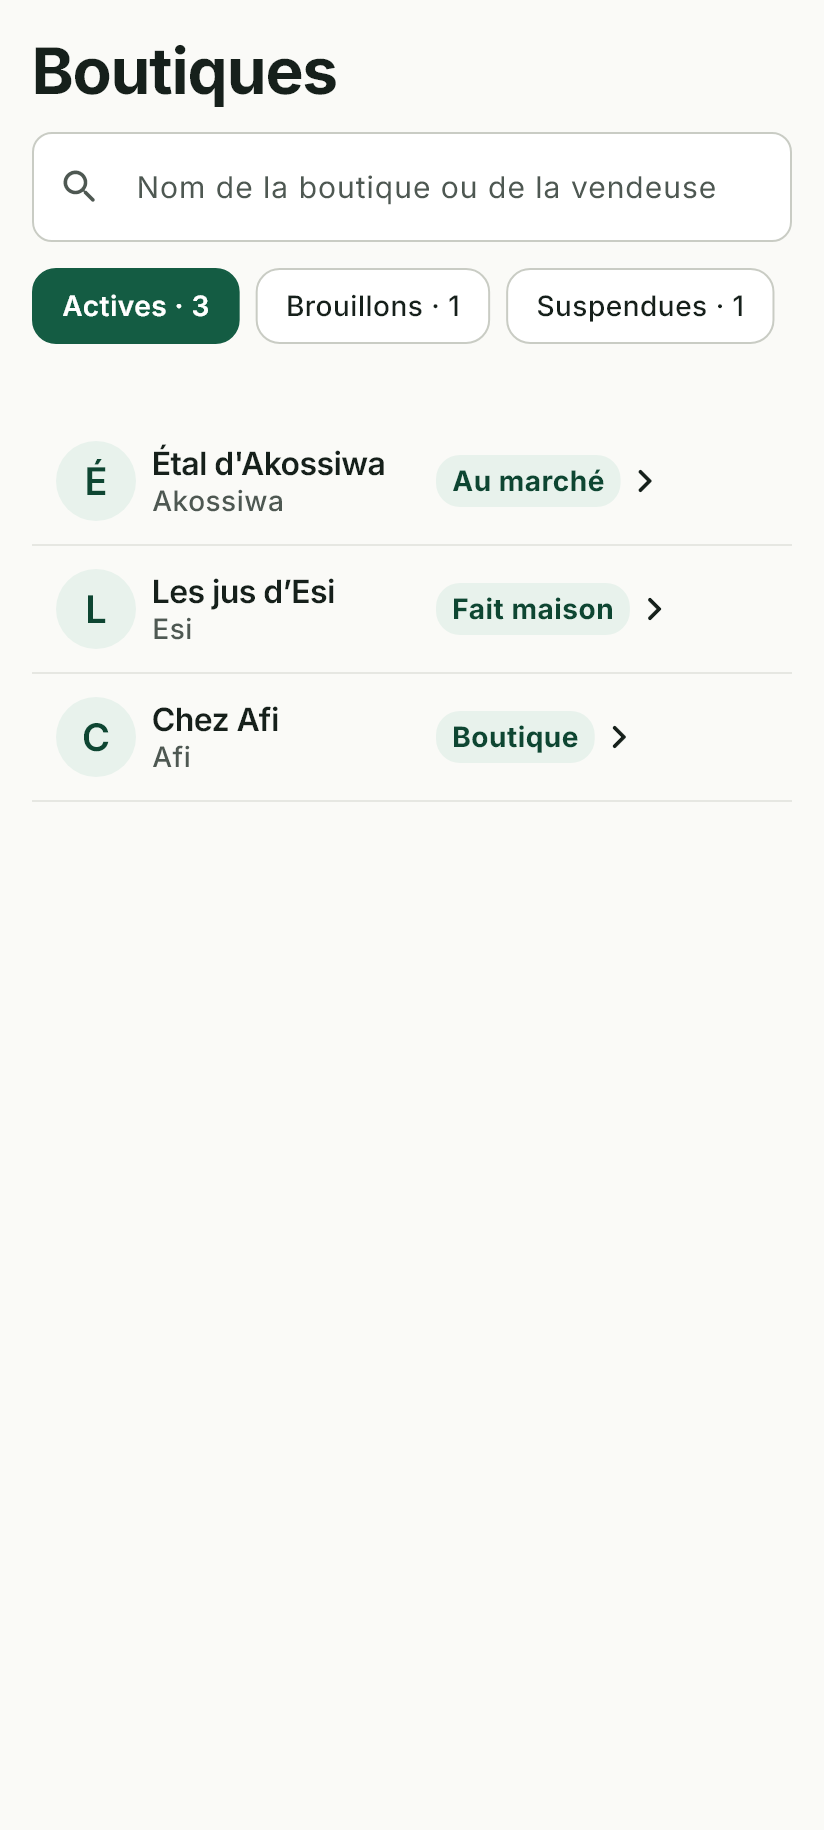 Boutiques
Nom de la boutique ou de la vendeuse
Actives · 3
Brouillons · 1
Suspendues · 1
É
Étal d'Akossiwa
Akossiwa
Au marché
L
Les jus d’Esi
Esi
Fait maison
C
Chez Afi
Afi
Boutique